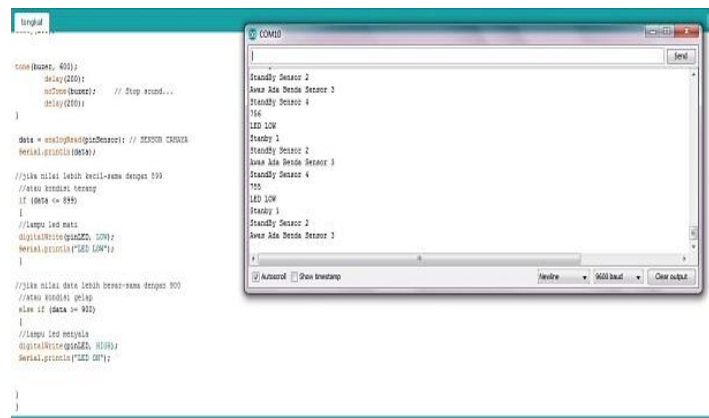 tongkat
tone(buzer, 600);
delay(200);
noTone(buzer); // Stop sound...
delay(200);
}
data = analogRead(pinSensor); // SENSOR CAHAYA
Serial.println(data);
//jika nilai lebih kecil-sama dengan 899
//atau kondisi terang
if (data <= 899)
{
//lampu led mati
digitalWrite(pinLED, LOW);
Serial.println("LED LOW");
}
//jika nilai data lebih besar-sama dengan 900
//atau kondisi gelap
else if (data >= 900)
{
//lampu led menyala
digitalWrite(pinLED, HIGH);
Serial.println("LED ON");
}
}
COM10
Send
StandBy Sensor 2
Awas Ada Benda Sensor 3
StandBy Sensor 4
756
LED LOW
Stanby 1
StandBy Sensor 2
Awas Ada Benda Sensor 3
StandBy Sensor 4
755
LED LOW
Stanby 1
StandBy Sensor 2
Awas Ada Benda Sensor 3
Autoscroll Show timestamp
Newline
9600 baud
Clear output